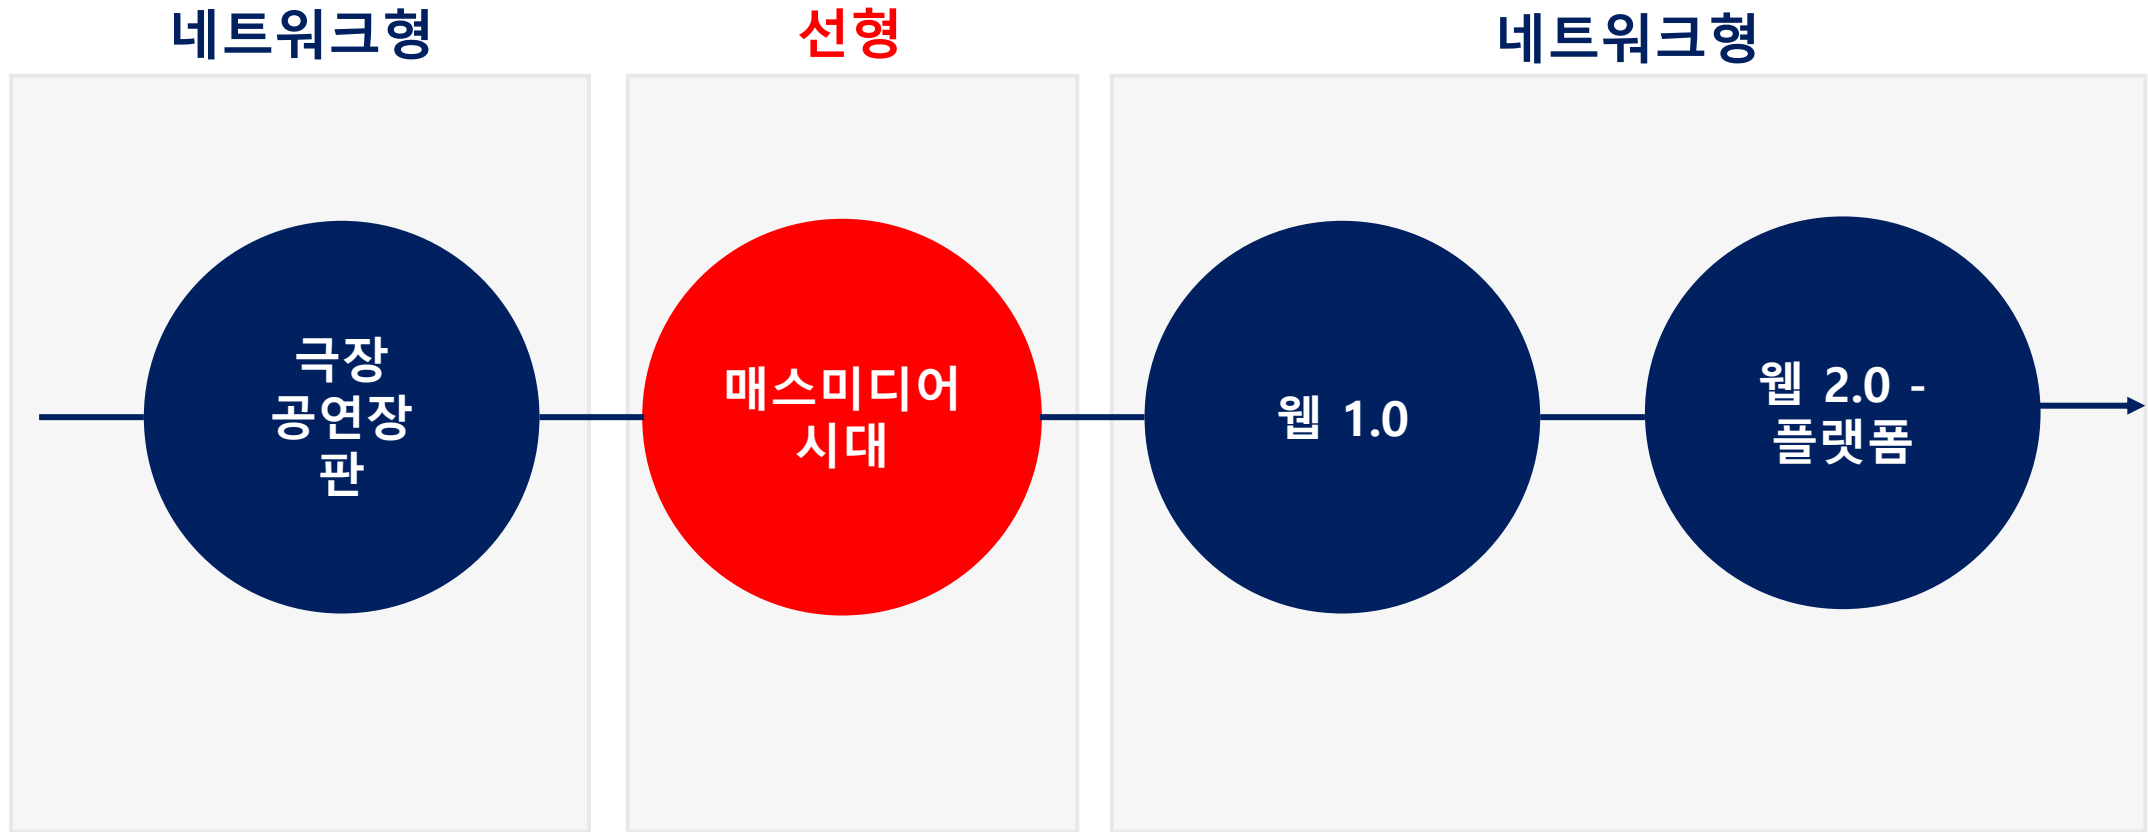 네트워크형
선형
네트워크형
극장
공연장
판
매스미디어
시대
웹 1.0
웹 2.0 -
플랫폼